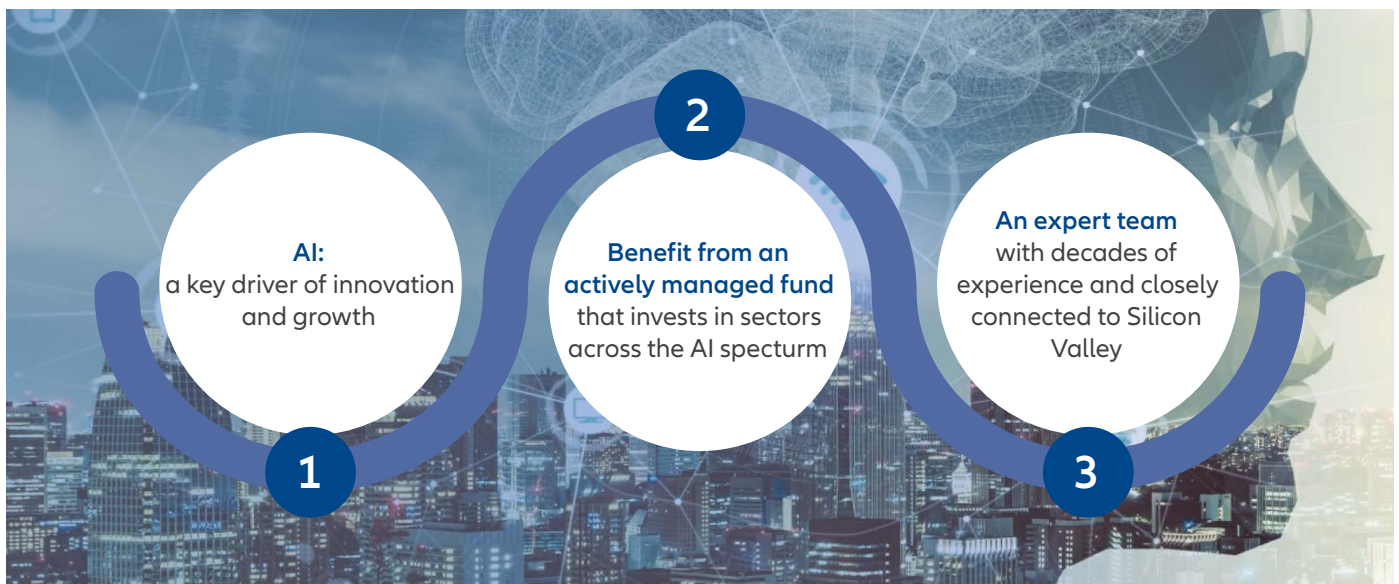 AI:
a key driver of innovation
and growth
1
2
Benefit from an
actively managed fund
that invests in sectors
across the AI specturm
An expert team
with decades of
experience and closely
connected to Silicon
Valley
3